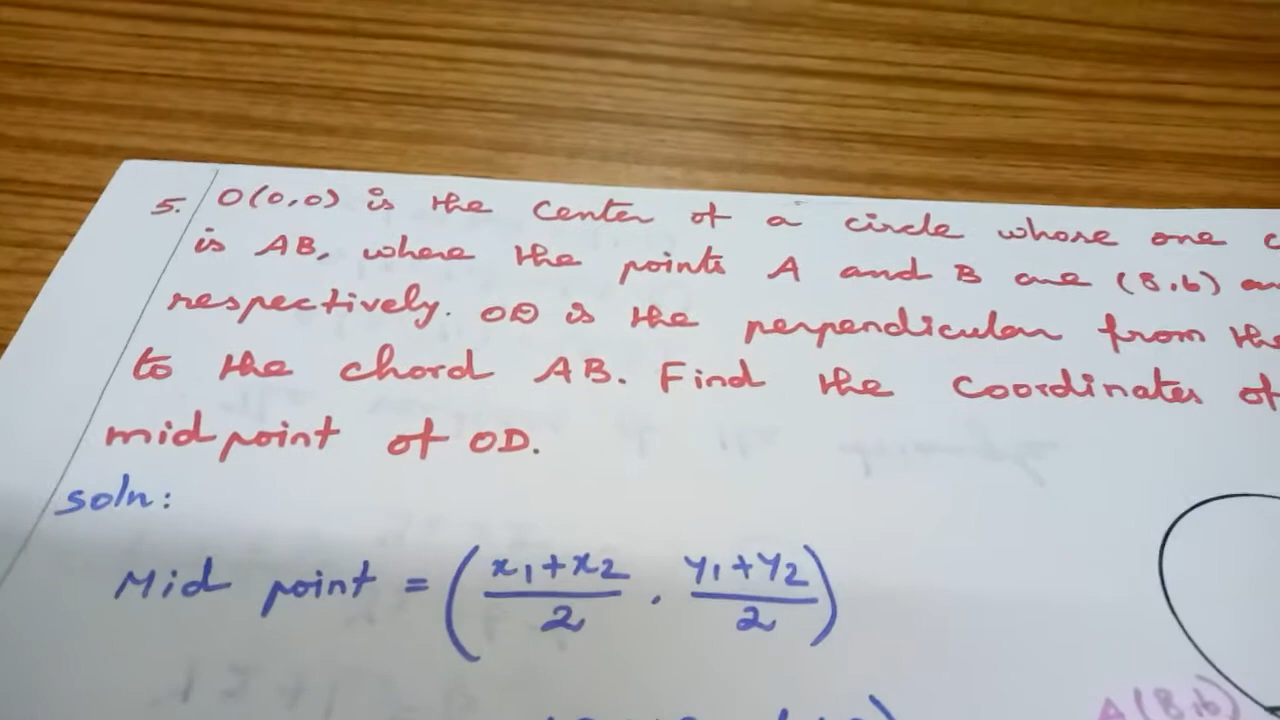 5. O(0,0) is the center of a circle whose one
is AB, where the points A and B are (8,6)
respectively. OD is the perpendicular from the
to the chord AB. Find the coordinates of
midpoint of OD.
soln:
Mid point = (x₁+x₂/2 , y₁+y₂/2)
A(8,6)